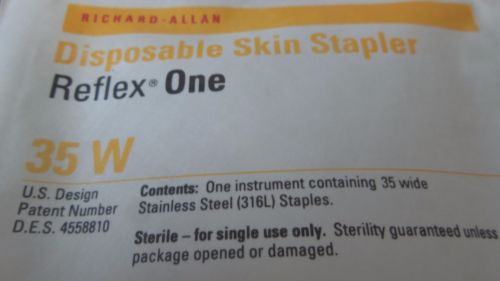 RICHARD-ALLAN
Disposable Skin Stapler
Reflex® One
35 W
U.S. Design
Patent Number
D.E.S. 4558810
Contents: One instrument containing 35 wide
Stainless Steel (316L) Staples.
Sterile – for single use only. Sterility guaranteed unless
package opened or damaged.